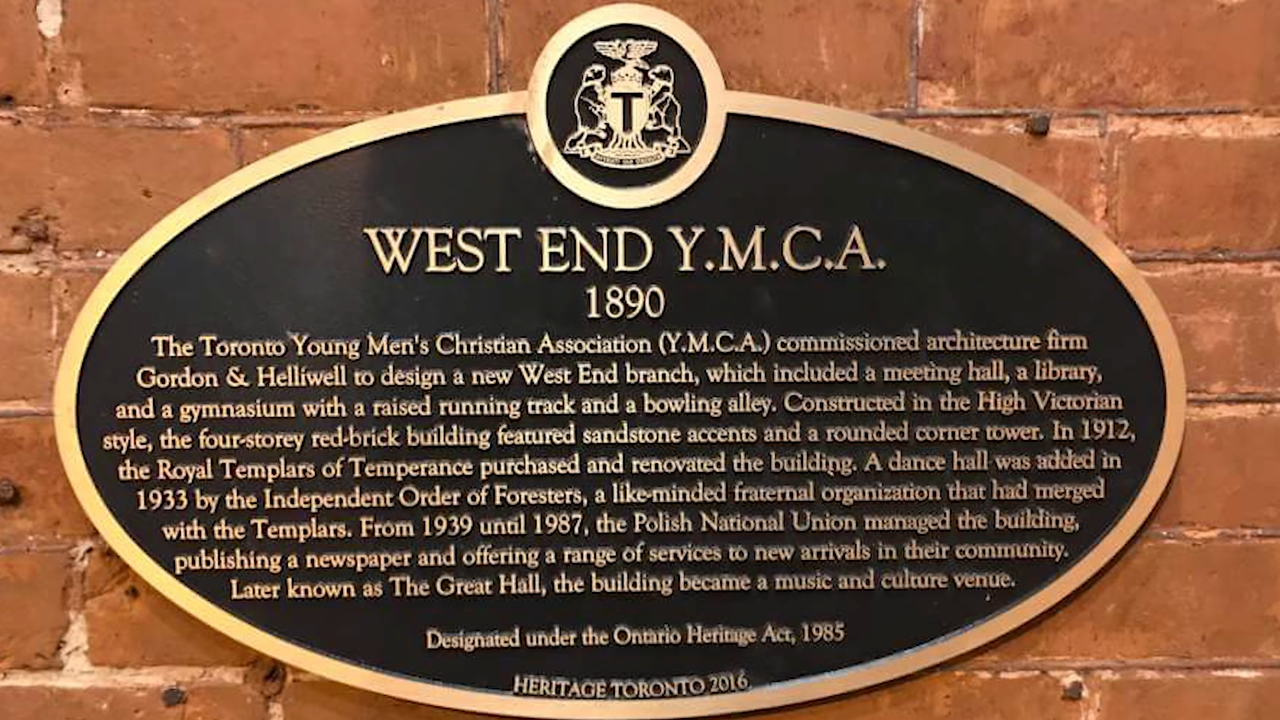 T
WEST END Y.M.C.A.
1890
The Toronto Young Men's Christian Association (Y.M.C.A.) commissioned architecture firm
Gordon & Helliwell to design a new West End branch, which included a meeting hall, a library,
and a gymnasium with a raised running track and a bowling alley. Constructed in the High Victorian
style, the four-storey red-brick building featured sandstone accents and a rounded corner tower. In 1912,
the Royal Templars of Temperance purchased and renovated the building. A dance hall was added in
1933 by the Independent Order of Foresters, a like-minded fraternal organization that had merged
with the Templars. From 1939 until 1987, the Polish National Union managed the building,
publishing a newspaper and offering a range of services to new arrivals in their community.
Later known as The Great Hall, the building became a music and culture venue.
Designated under the Ontario Heritage Act, 1985
HERITAGE TORONTO 2016